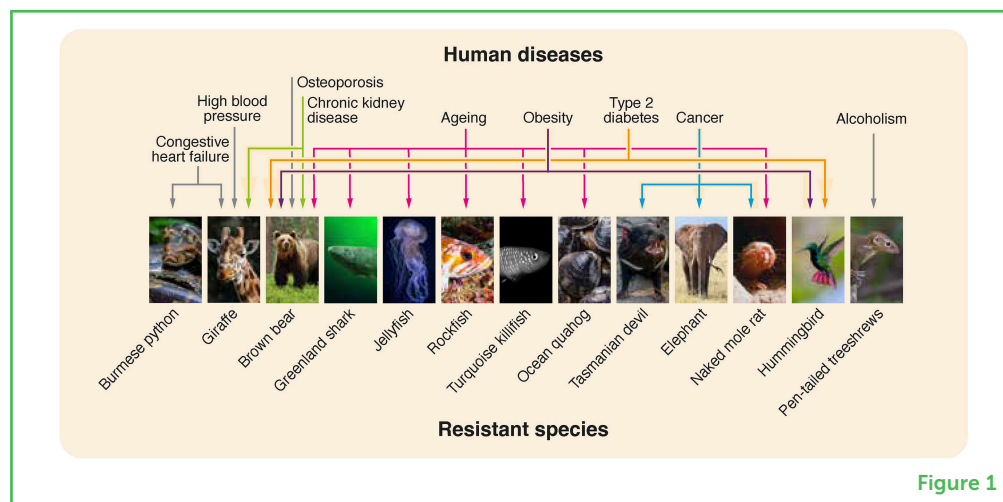 Human diseases
Osteoporosis
High blood
pressure
Chronic kidney
disease
Congestive
heart failure
Ageing
Obesity
Type 2
diabetes
Cancer
Alcoholism
Burmese python
Giraffe
Brown bear
Greenland shark
Jellyfish
Rockfish
Turquoise killifish
Ocean quahog
Tasmanian devil
Elephant
Naked mole rat
Hummingbird
Pen-tailed treeshrews
Resistant species
Figure 1